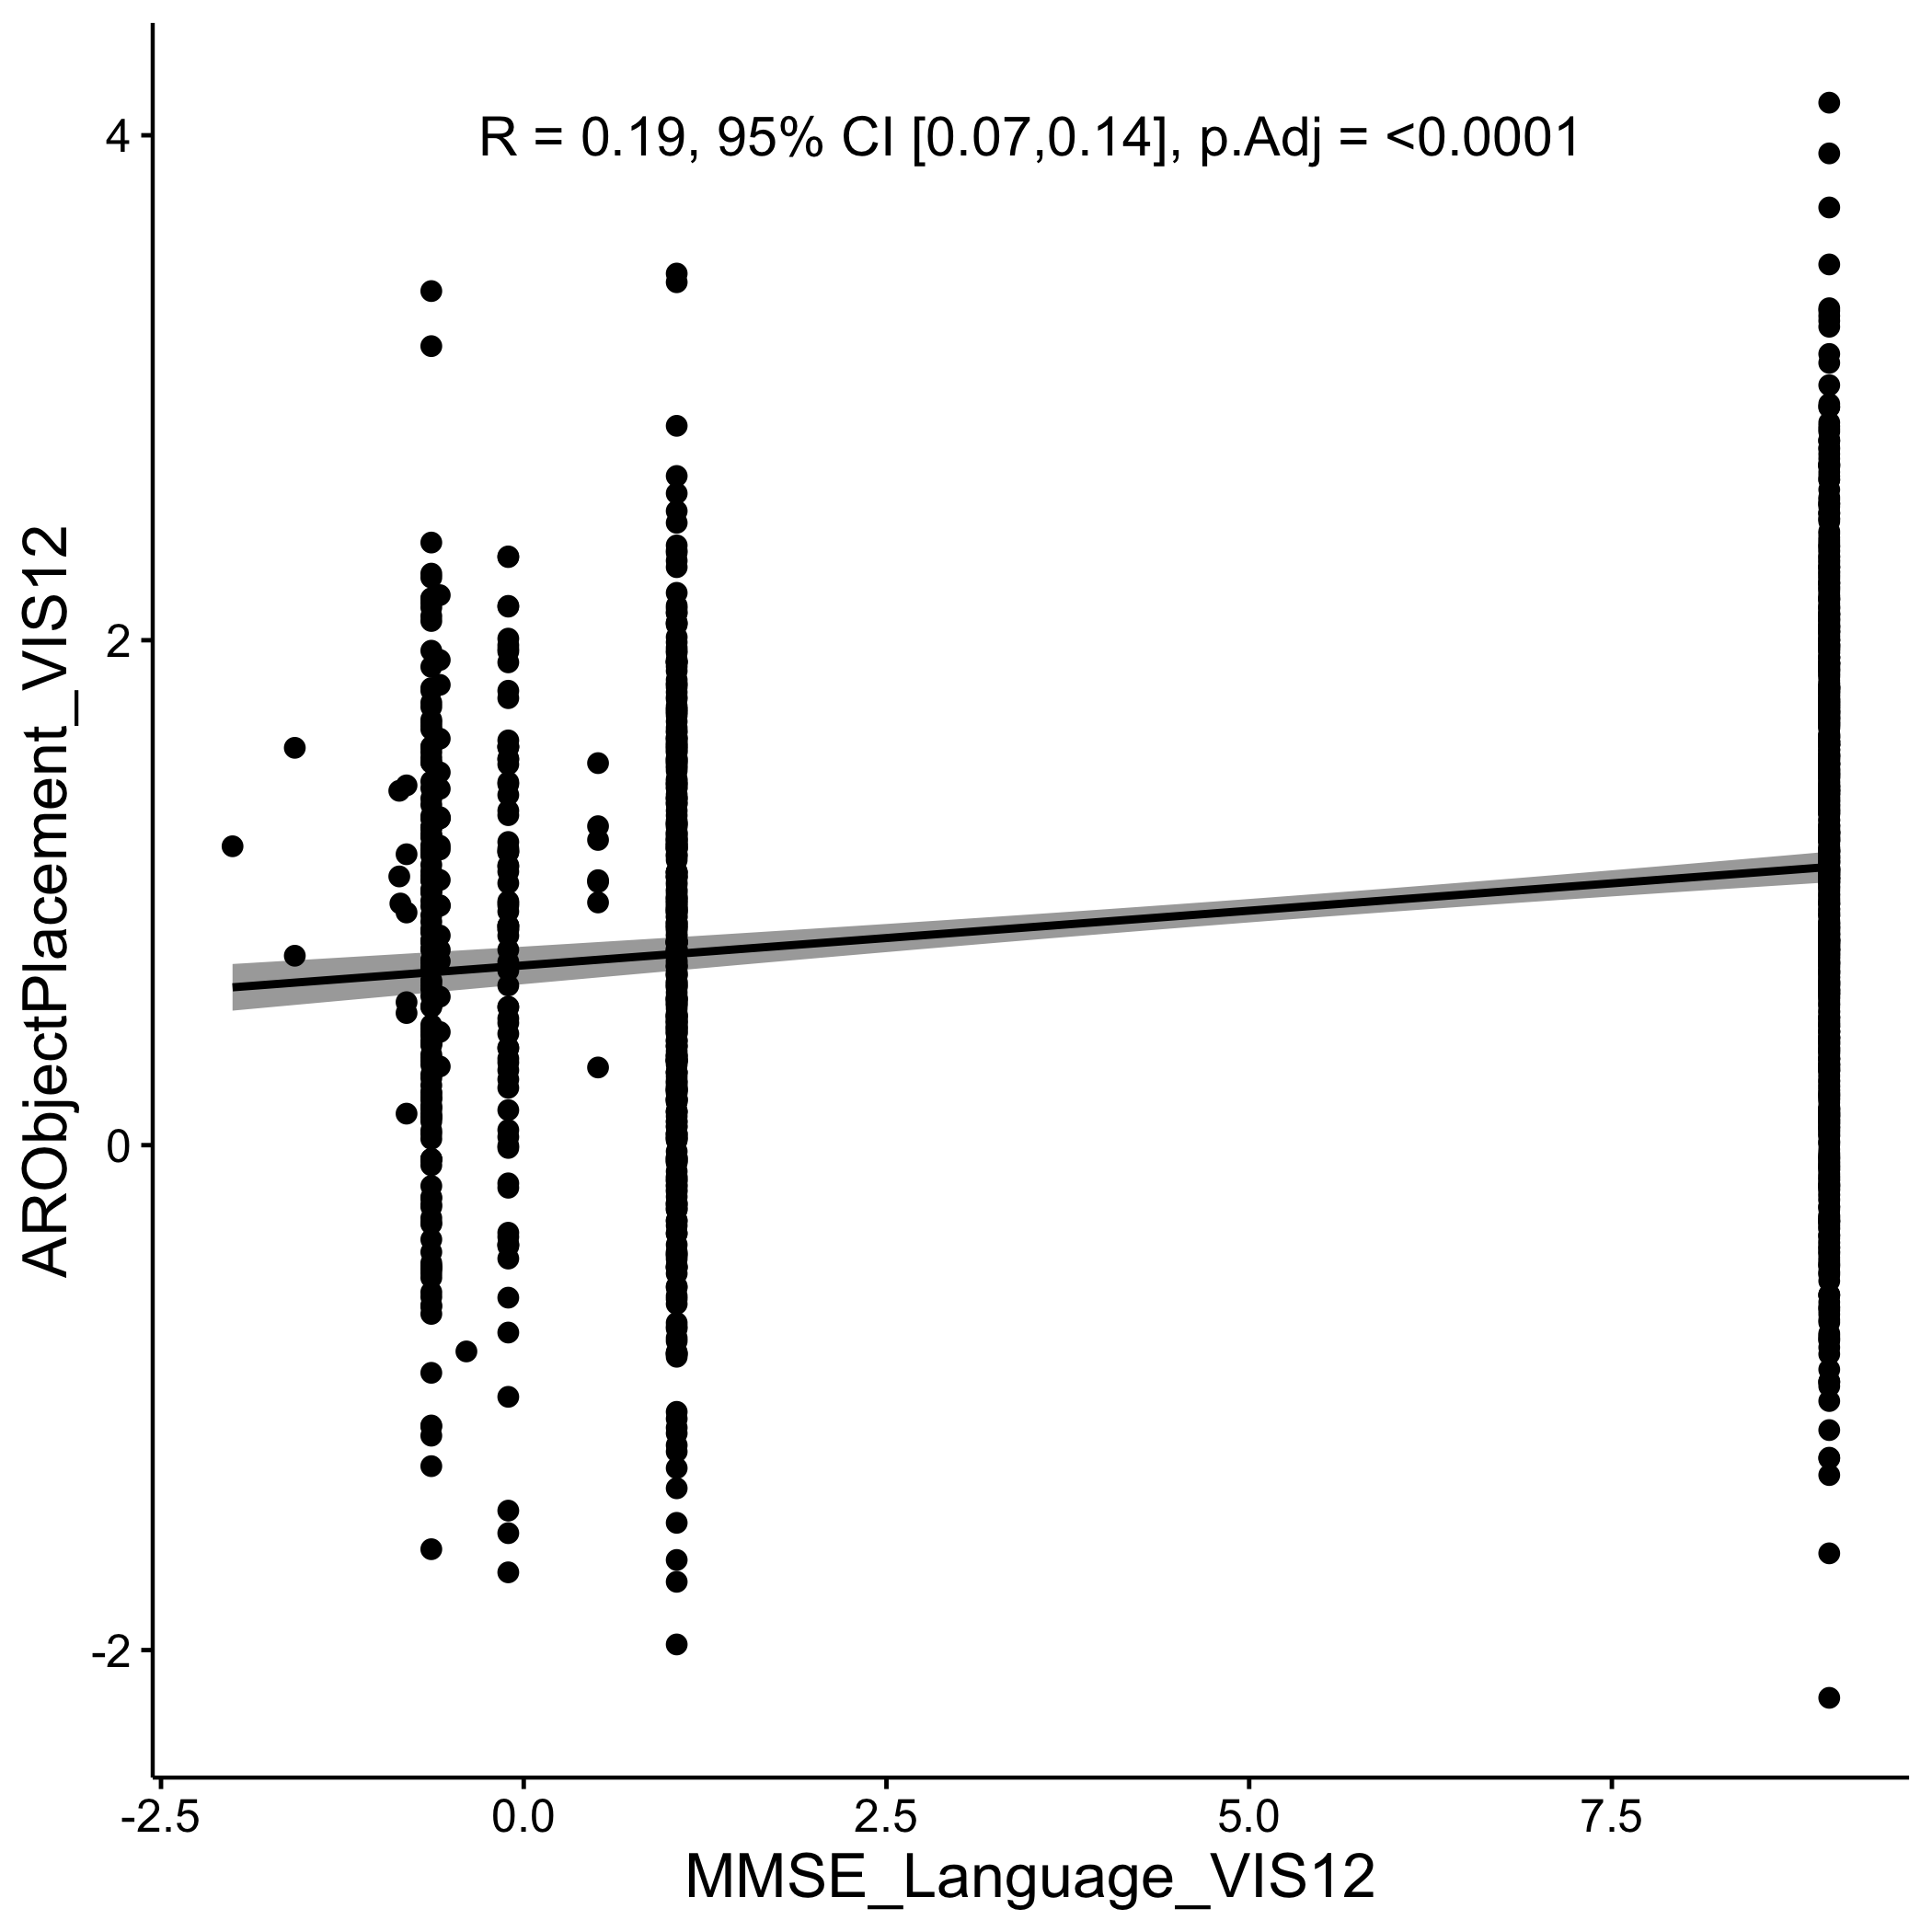 R = 0.19, 95% CI [0.07,0.14], p.Adj = <0.0001
4
2
0
-2
ARObjectPlacement_VIS12
-2.5 0.0 2.5 5.0 7.5
MMSE_Language_VIS12